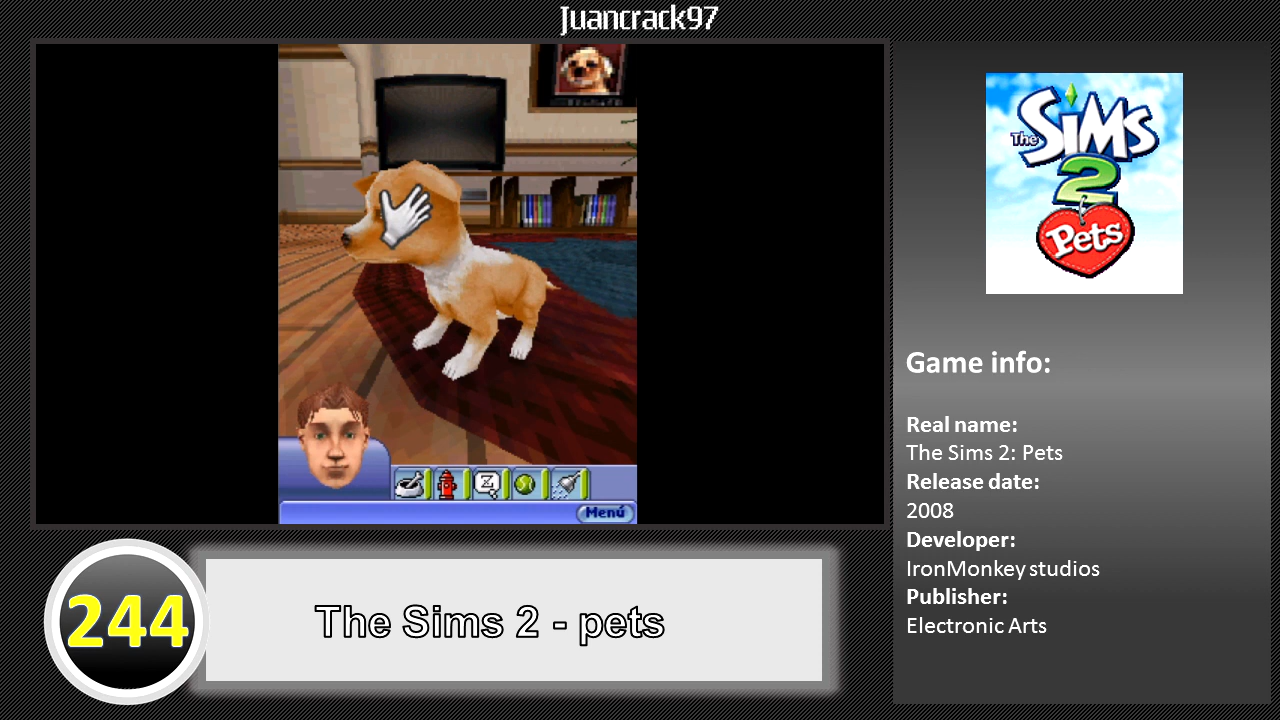 Juancrack97
The SiMS
2
Pets
Game info:
Real name:
The Sims 2: Pets
Release date:
2008
Developer:
IronMonkey studios
Publisher:
Electronic Arts
Z
Menú
244
The Sims 2 - pets